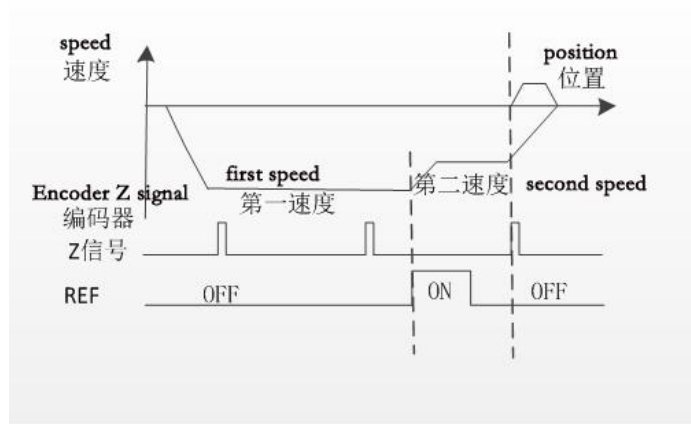 speed
速度
position
位置
first speed
第一速度
第二速度
second speed
Encoder Z signal
编码器
Z信号
REF
OFF
ON
OFF